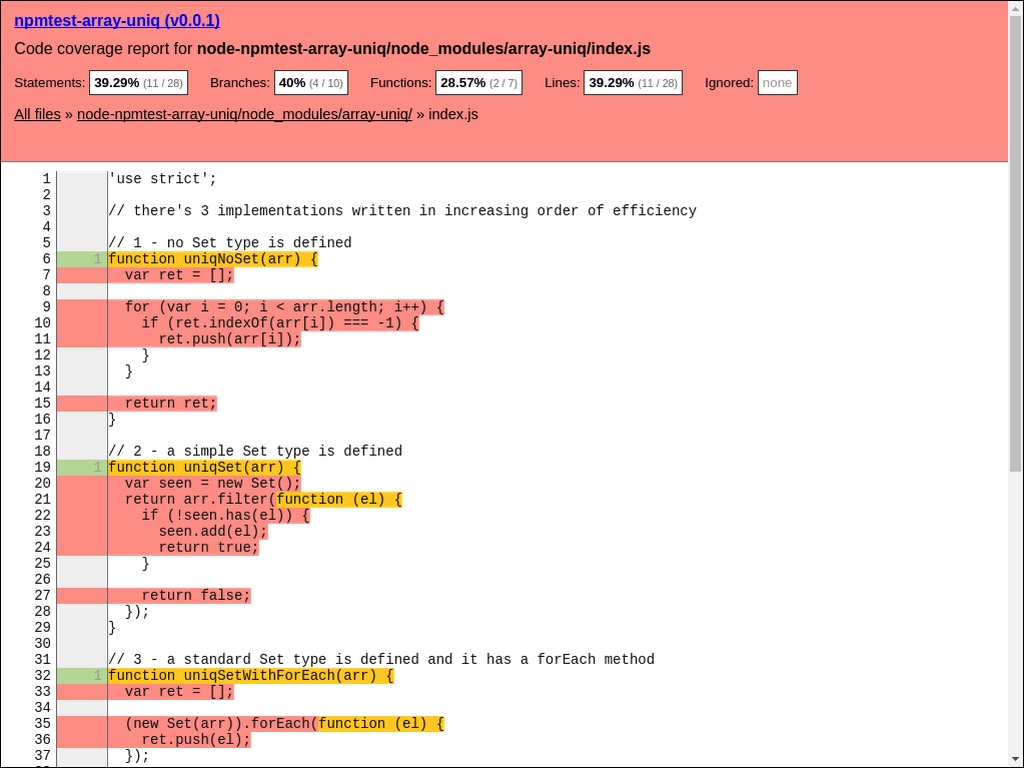 npmtest-array-uniq (v0.0.1)
Code coverage report for node-npmtest-array-uniq/node_modules/array-uniq/index.js
Statements: 39.29% (11 / 28) Branches: 40% (4 / 10) Functions: 28.57% (2 / 7) Lines: 39.29% (11 / 28) Ignored: none
All files » node-npmtest-array-uniq/node_modules/array-uniq/ » index.js
1 'use strict';
2
3 // there's 3 implementations written in increasing order of efficiency
4
5 // 1 - no Set type is defined
6 1 function uniqNoSet(arr) {
7 var ret = [];
8
9 for (var i = 0; i < arr.length; i++) {
10 if (ret.indexOf(arr[i]) === -1) {
11 ret.push(arr[i]);
12 }
13 }
14
15 return ret;
16 }
17
18 // 2 - a simple Set type is defined
19 1 function uniqSet(arr) {
20 var seen = new Set();
21 return arr.filter(function (el) {
22 if (!seen.has(el)) {
23 seen.add(el);
24 return true;
25 }
26
27 return false;
28 });
29 }
30
31 // 3 - a standard Set type is defined and it has a forEach method
32 1 function uniqSetWithForEach(arr) {
33 var ret = [];
34
35 (new Set(arr)).forEach(function (el) {
36 ret.push(el);
37 });